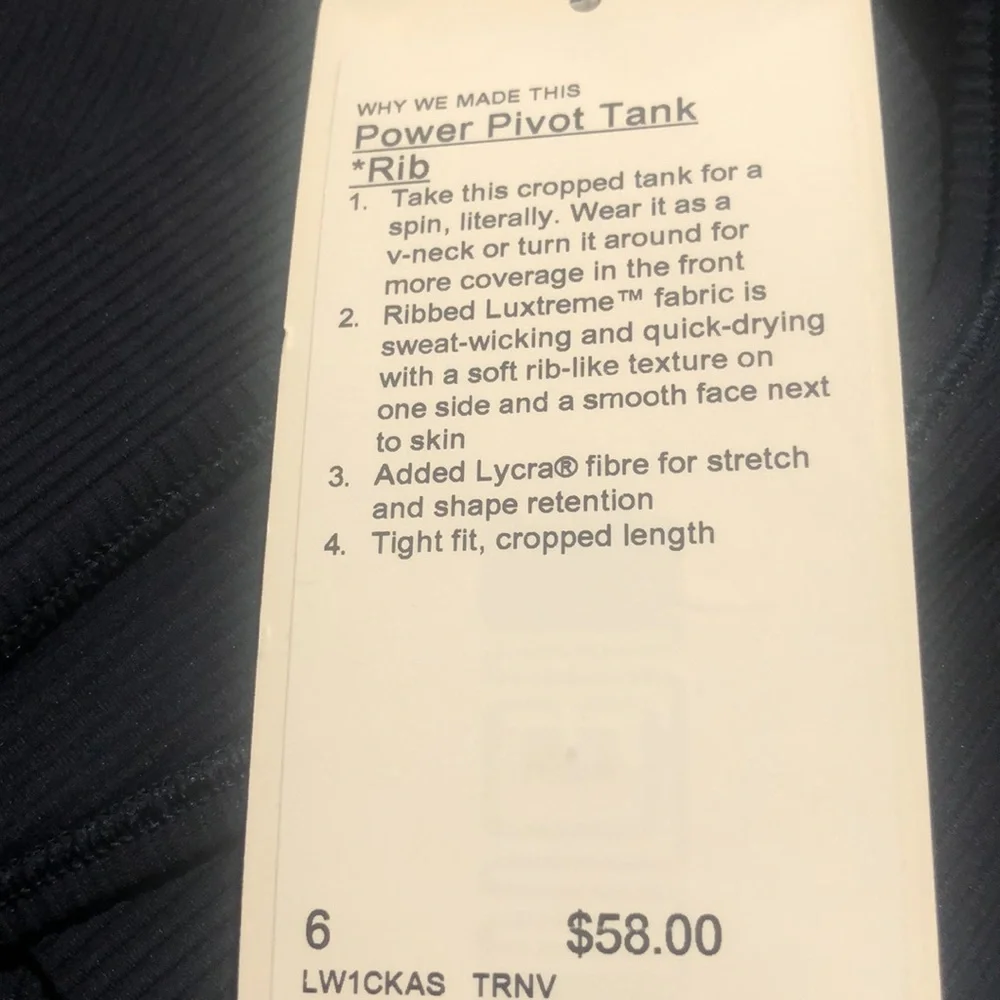 WHY WE MADE THIS
Power Pivot Tank
*Rib
1. Take this cropped tank for a
spin, literally. Wear it as a
v-neck or turn it around for
more coverage in the front
2. Ribbed Luxtreme™ fabric is
sweat-wicking and quick-drying
with a soft rib-like texture on
one side and a smooth face next
to skin
3. Added Lycra® fibre for stretch
and shape retention
4. Tight fit, cropped length
6 $58.00
LW1CKAS TRNV